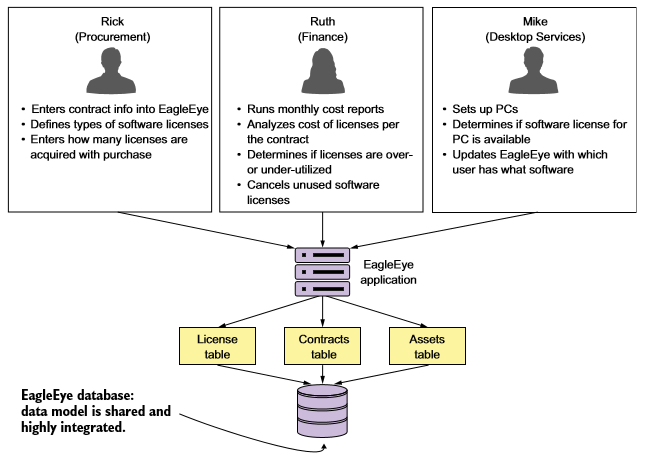 Rick
(Procurement)
• Enters contract info into EagleEye
• Defines types of software licenses
• Enters how many licenses are
acquired with purchase
Ruth
(Finance)
• Runs monthly cost reports
• Analyzes cost of licenses per
the contract
• Determines if licenses are over-
or under-utilized
• Cancels unused software
licenses
Mike
(Desktop Services)
• Sets up PCs
• Determines if software license for
PC is available
• Updates EagleEye with which
user has what software
EagleEye
application
License
table
Contracts
table
Assets
table
EagleEye database:
data model is shared and
highly integrated.